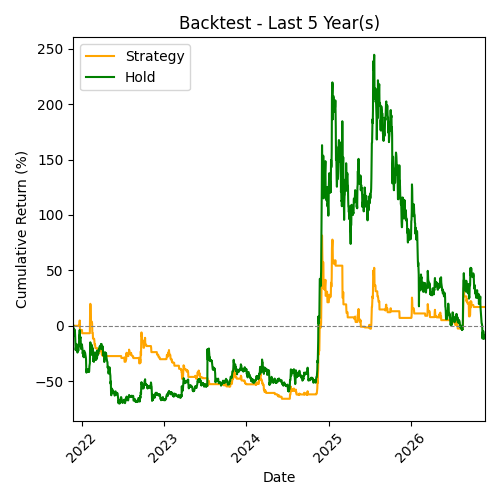 Backtest - Last 5 Year(s)
Strategy
Hold
Cumulative Return (%)
250
200
150
100
50
0
−50
2022
2023
2024
2025
2026
Date